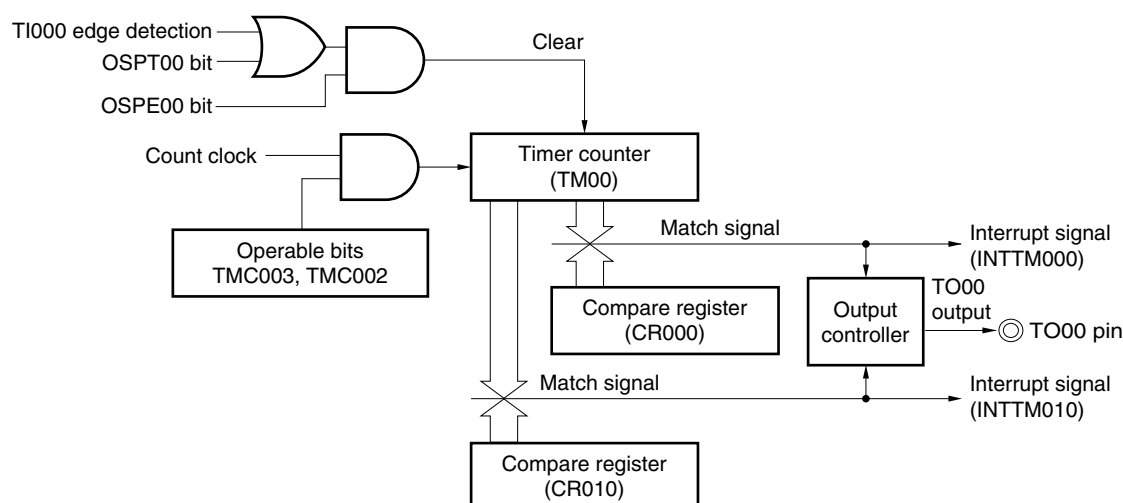 TI000 edge detection
OSPT00 bit
OSPE00 bit
Clear
Count clock
Timer counter
(TM00)
Operable bits
TMC003, TMC002
Match signal
Interrupt signal
(INTTM000)
Compare register
(CR000)
Output
controller
TO00
output
TO00 pin
Match signal
Interrupt signal
(INTTM010)
Compare register
(CR010)